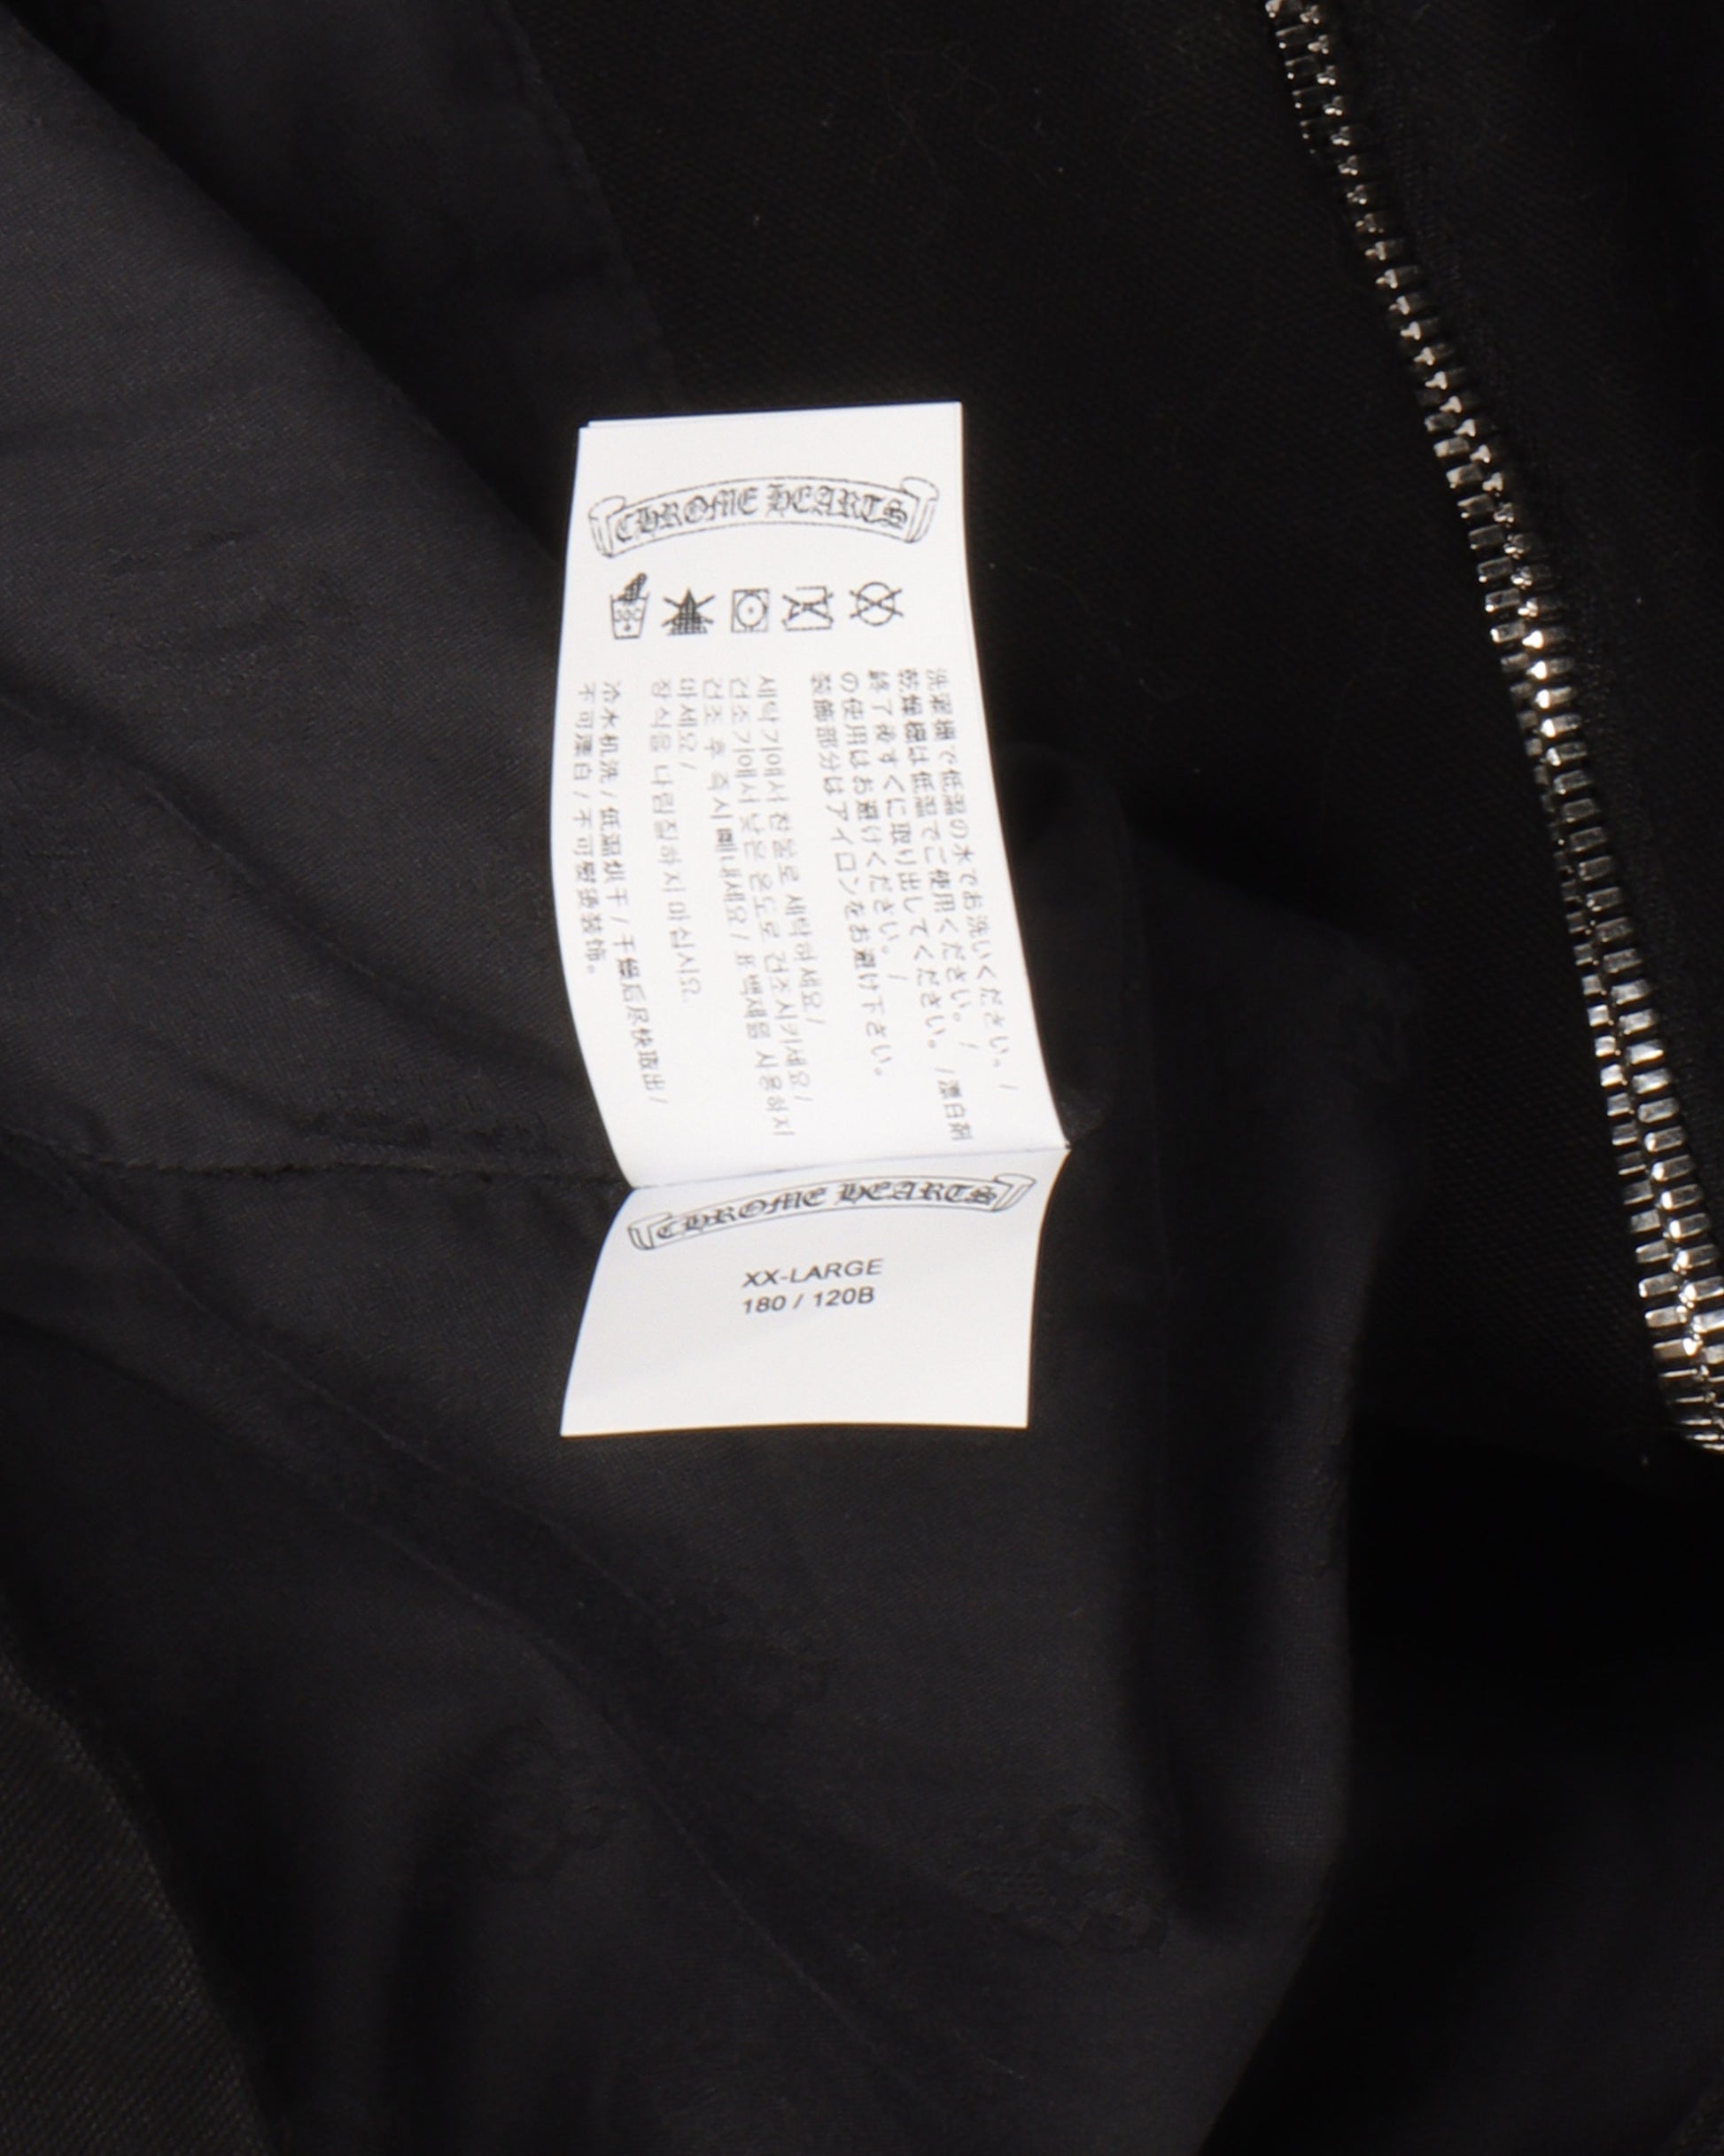 CHROME HEARTS
洗濯機で低温の水でお洗いください。/
乾燥機は低温でご使用ください。/
終了後すぐに取り出してください。/漂白剤
の使用はお避けください。/
装飾部分はアイロンをお避け下さい。
세탁기에서 찬물로 세탁하세요/
건조기에서 낮은 온도로 건조시키세요/
건조 후 즉시 빼내세요/표백제를 사용하지
마세요/
장식을 다림질하지 마십시요.
冷水机洗/低温烘干/干燥后尽快取出/
不可漂白/不可熨烫装饰。
CHROME HEARTS
XX-LARGE
180 / 120B